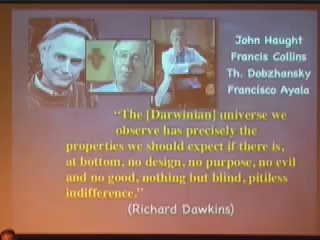 John Haught
Francis Collins
Th. Dobzhansky
Francisco Ayala
"The [Darwinian] universe we
observe has precisely the
properties we should expect if there is,
at bottom, no design, no purpose, no evil
and no good, nothing but blind, pitiless
indifference."
(Richard Dawkins)